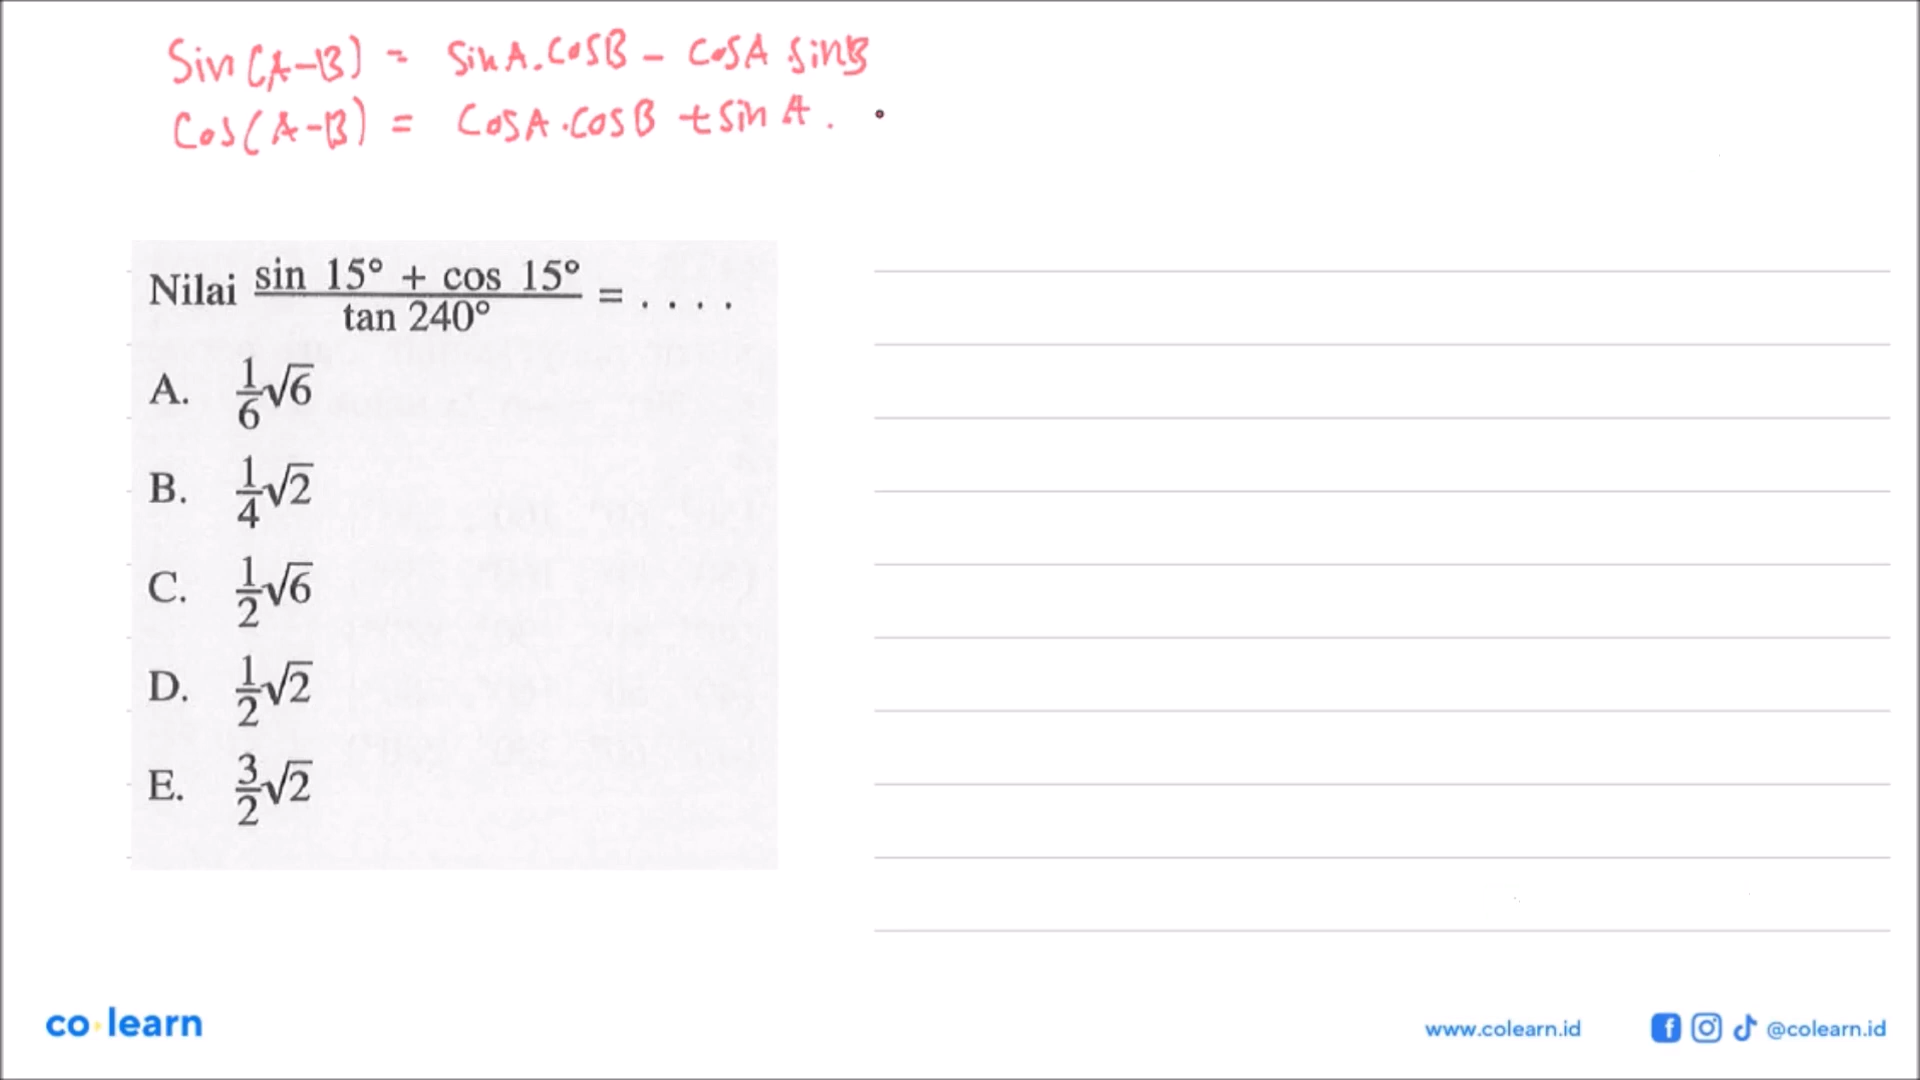 Sin(A-B) = sin A. cos B - cos A . sin B
Cos(A-B) = cos A . cos B + sin A .
Nilai (sin 15° + cos 15°)/(tan 240°) = . . . .
A. 1/6 √6
B. 1/4 √2
C. 1/2 √6
D. 1/2 √2
E. 3/2 √2
co·learn
www.colearn.id @colearn.id